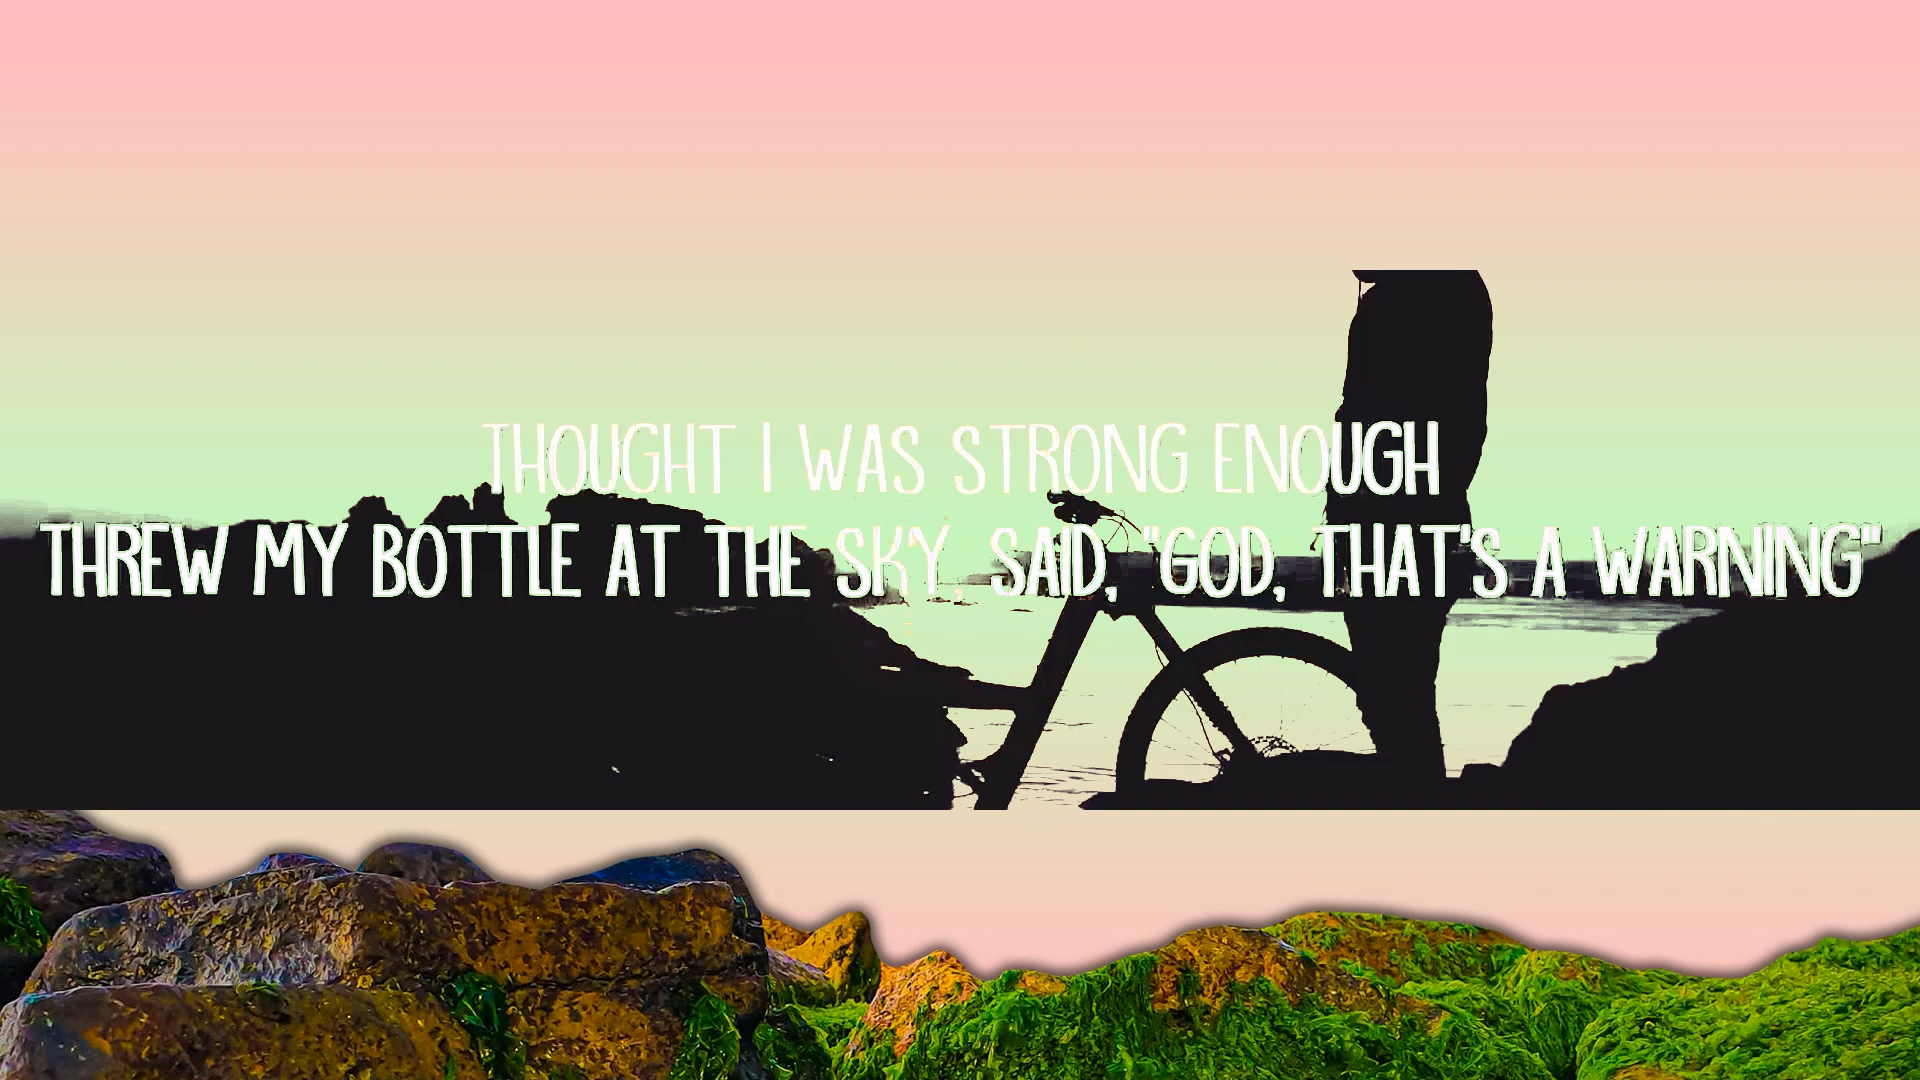 THOUGHT I WAS STRONG ENOUGH
THREW MY BOTTLE AT THE SKY, SAID, "GOD, THAT'S A WARNING"